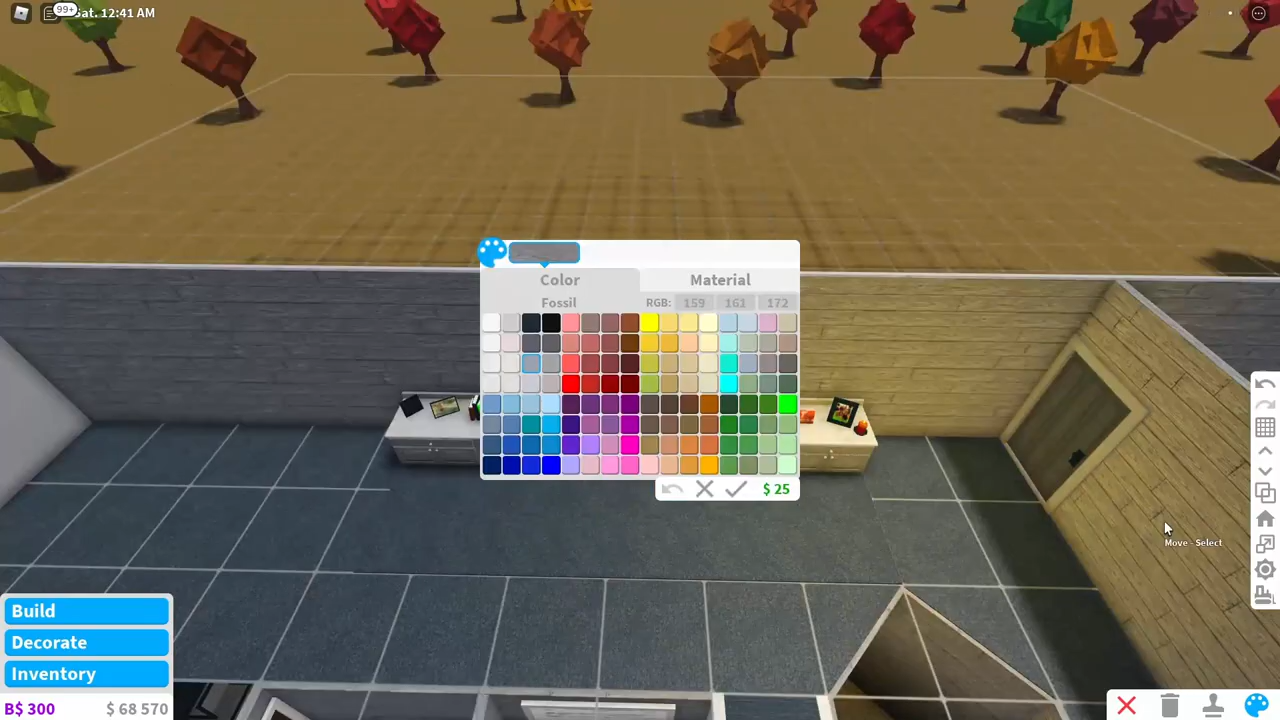 99+
Sat. 12:41 AM
Color
Material
Fossil
RGB: 159 161 172
$ 25
Move - Select
Build
Decorate
Inventory
B$ 300
$ 68 570